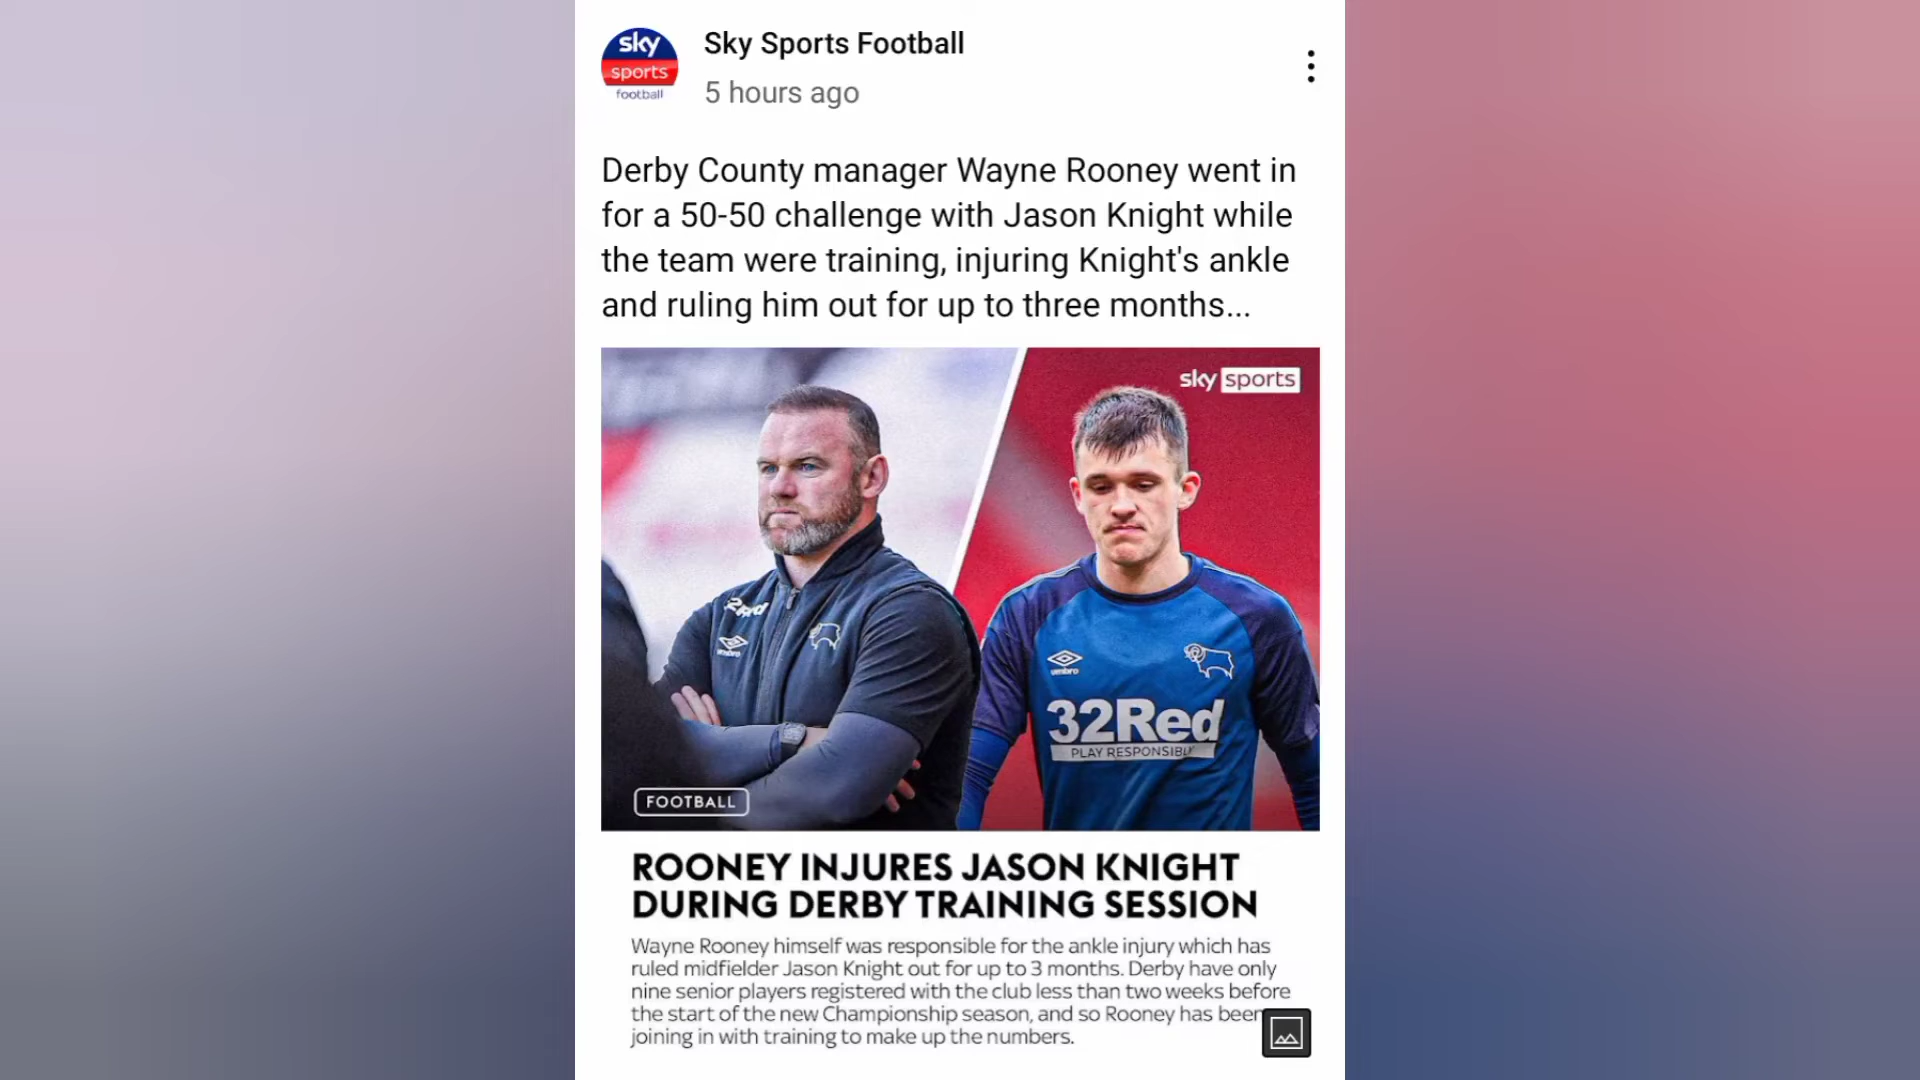 sky
sports
football
Sky Sports Football
5 hours ago
Derby County manager Wayne Rooney went in
for a 50-50 challenge with Jason Knight while
the team were training, injuring Knight's ankle
and ruling him out for up to three months...
sky sports
32Red
umbro
umbro
32Red
PLAY RESPONSIBL
FOOTBALL
ROONEY INJURES JASON KNIGHT
DURING DERBY TRAINING SESSION
Wayne Rooney himself was responsible for the ankle injury which has
ruled midfielder Jason Knight out for up to 3 months. Derby have only
nine senior players registered with the club less than two weeks before
the start of the new Championship season, and so Rooney has been
joining in with training to make up the numbers.